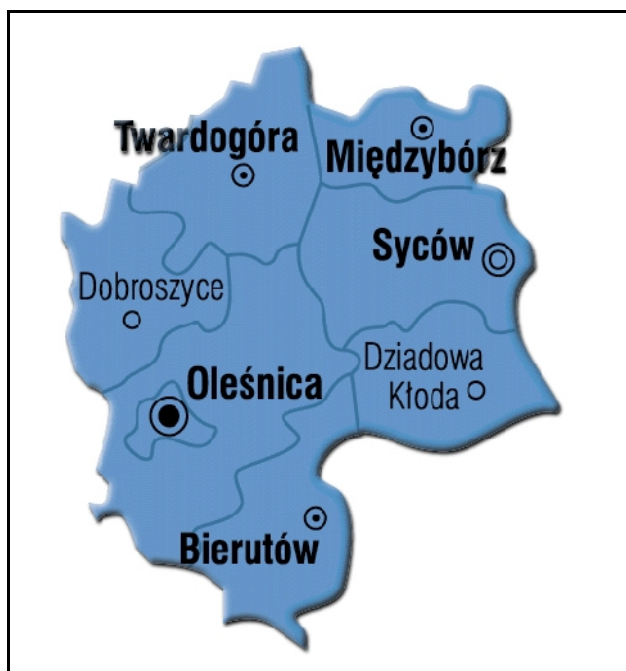 Twardogóra
Międzybórz
Syców
Dobroszyce
Dziadowa
Kłoda
Oleśnica
Bierutów